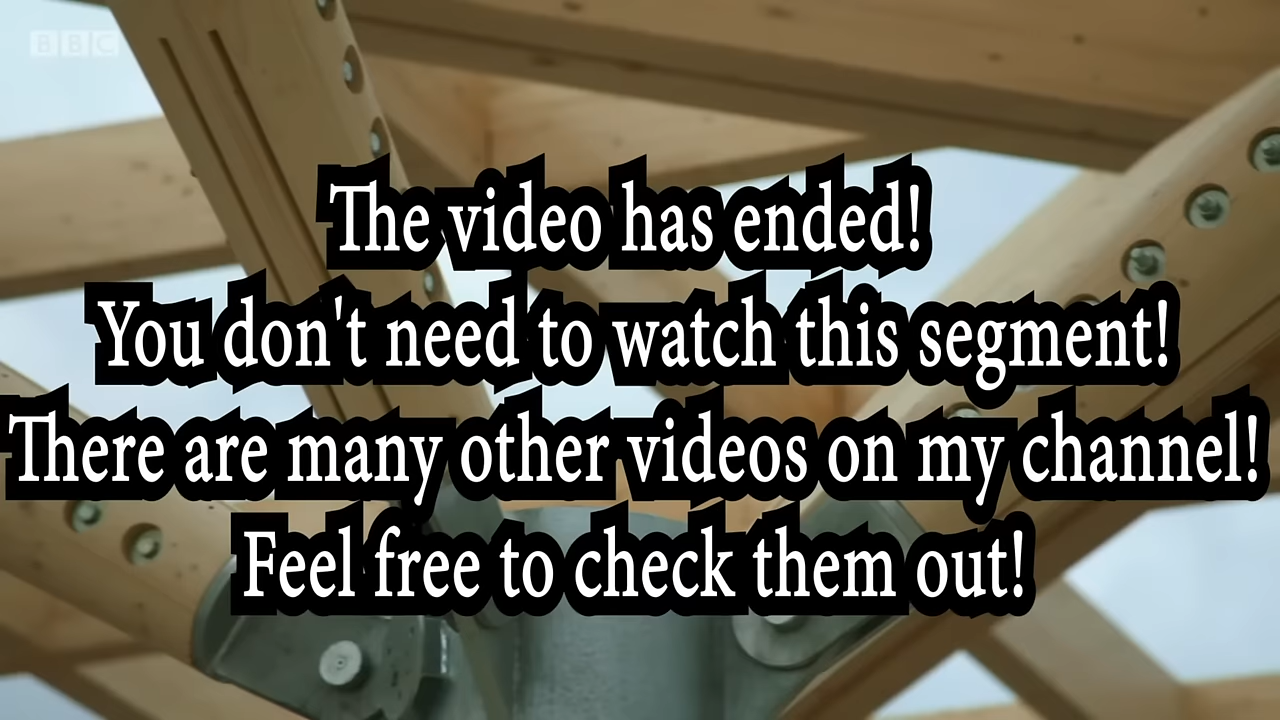 BBC
The video has ended!
You don't need to watch this segment!
There are many other videos on my channel!
Feel free to check them out!